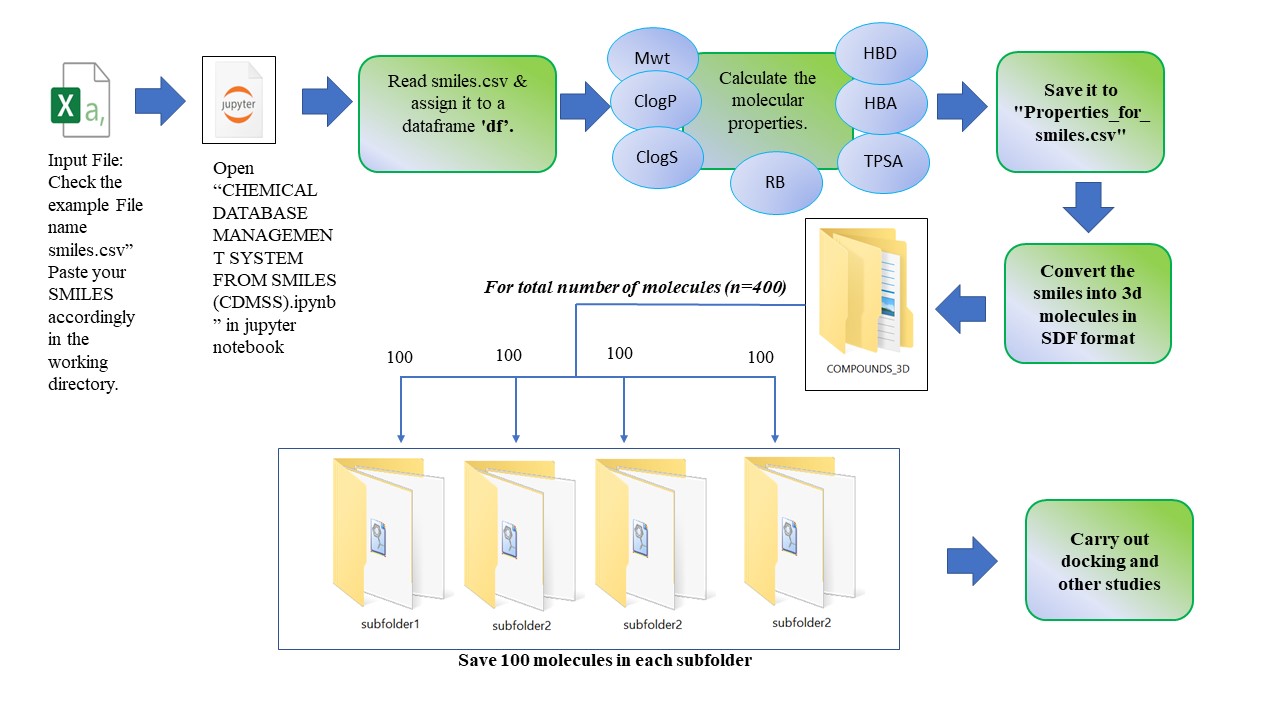 X a,
Input File:
Check the
example File
name
smiles.csv”
Paste your
SMILES
accordingly
in the
working
directory.
jupyter
Open
“CHEMICAL
DATABASE
MANAGEMEN
T SYSTEM
FROM SMILES
(CDMSS).ipynb
” in jupyter
notebook
Read smiles.csv &
assign it to a
dataframe 'df’.
Mwt
ClogP
ClogS
Calculate the
molecular
properties.
RB
HBD
HBA
TPSA
Save it to
"Properties_for_
smiles.csv"
Convert the
smiles into 3d
molecules in
SDF format
COMPOUNDS_3D
For total number of molecules (n=400)
100
100
100
100
subfolder1
subfolder2
subfolder2
subfolder2
Save 100 molecules in each subfolder
Carry out
docking and
other studies